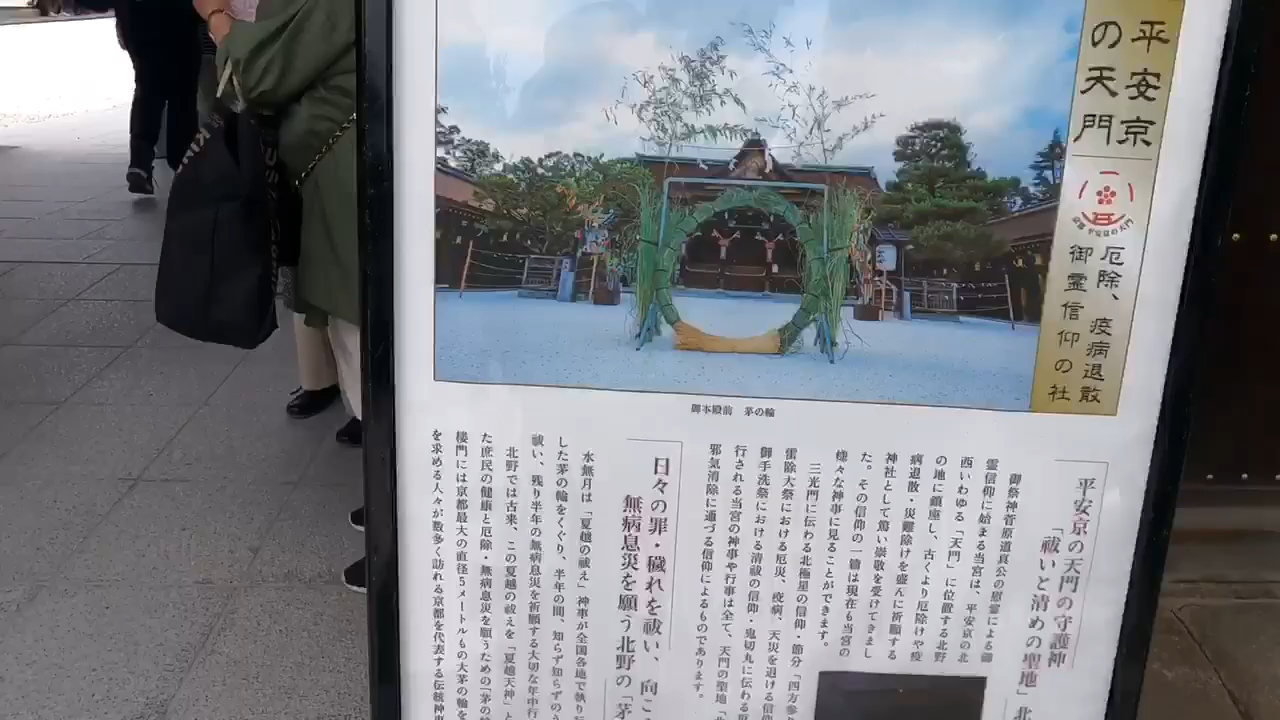 平安京
の天門
厄除、疫病退散
御霊信仰の社
御本殿前 茅の輪
平安京の天門の守護神
「祓いと清めの聖地」北
御祭神菅原道真公の慰霊による御
霊信仰に始まる当宮は、平安京の北
西いわゆる「天門」に位置する北野
の地に鎮座し、古くより厄除けや疫
病退散・災難除けを盛んに祈願する
神社として篤い崇敬を受けてきまし
た。その信仰の一端は現在も当宮の
様々な神事に見ることができます。
三光門に伝わる北極星の信仰・節分「四方参
雷除大祭における厄災、疫病、天災を退ける信仰
御手洗祭における清祓の信仰・鬼切丸に伝わる
行される当宮の神事や行事は全て、天門の聖地「北
邪気消除に通づる信仰によるものであります。
日々の罪・穢れを祓い、向こ
無病息災を願う北野の「茅
水無月は「夏越の祓え」神事が全国各地で執り
した茅の輪をくぐり、半年の間、知らず知らずのう
祓い、残り半年の無病息災を祈願する大切な年中行
北野では古来、この夏越の祓えを「夏越天神」と
た庶民の健康と厄除・無病息災を願うための「茅の輪
楼門には京都最大の直径5メートルもの大茅の輪を
を求める人々が数多く訪れる京都を代表する伝統神事